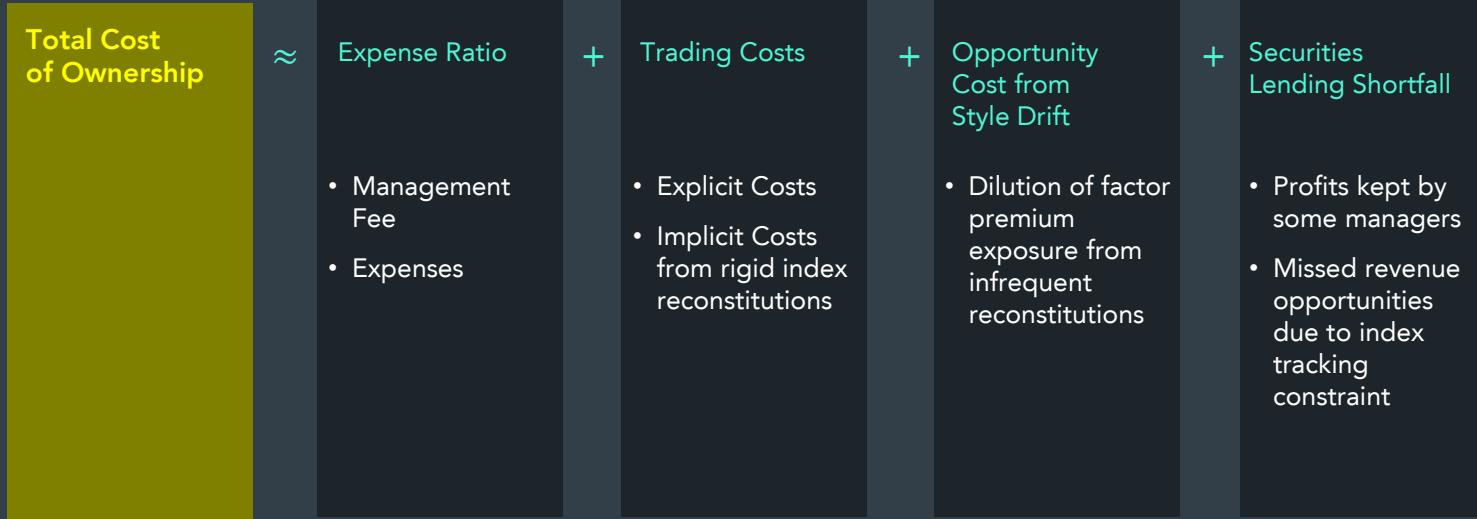 Total Cost
of Ownership
≈
Expense Ratio
• Management
Fee
• Expenses
+
Trading Costs
• Explicit Costs
• Implicit Costs
from rigid index
reconstitutions
+
Opportunity
Cost from
Style Drift
• Dilution of factor
premium
exposure from
infrequent
reconstitutions
+
Securities
Lending Shortfall
• Profits kept by
some managers
• Missed revenue
opportunities
due to index
tracking
constraint